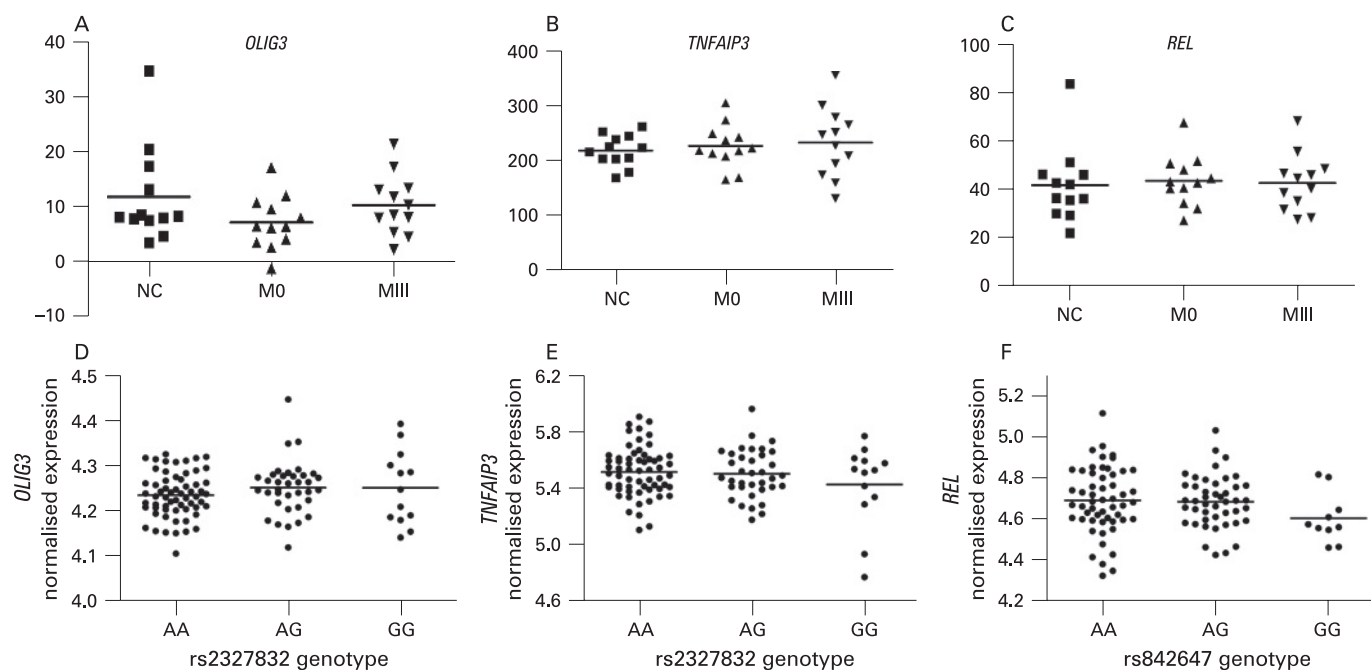 A
OLIG3
40
30
20
10
0
–10
NC
M0
MIII
B
TNFAIP3
400
300
200
100
0
NC
M0
MIII
C
REL
100
80
60
40
20
0
NC
M0
MIII
D
OLIG3
normalised expression
4.5
4.4
4.3
4.2
4.1
4.0
AA
AG
GG
rs2327832 genotype
E
TNFAIP3
normalised expression
6.2
5.8
5.4
5.0
4.6
AA
AG
GG
rs2327832 genotype
F
REL
normalised expression
5.2
5.0
4.8
4.6
4.4
4.2
AA
AG
GG
rs842647 genotype